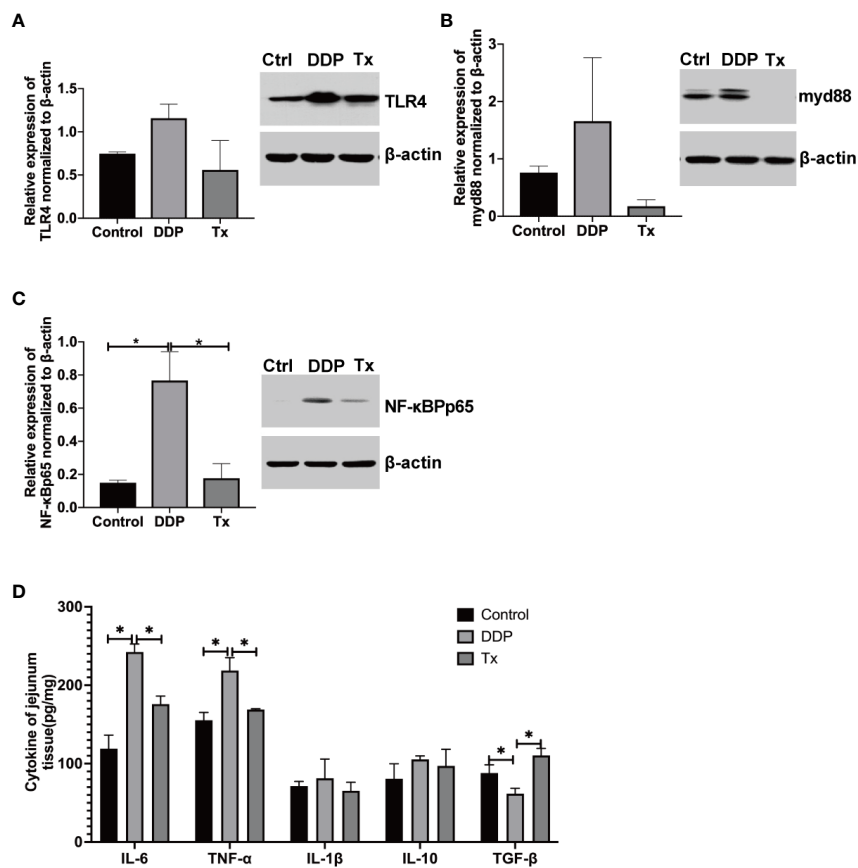 A
Relative expression of
TLR4 normalized to β-actin
1.5
1.0
0.5
0.0
Control DDP Tx
Ctrl DDP Tx
TLR4
β-actin
B
Relative expression of
myd88 normalized to β-actin
3
2
1
0
Control DDP Tx
Ctrl DDP Tx
myd88
β-actin
C
Relative expression of
NF-κBp65 normalized to β-actin
1.0
0.8
0.6
0.4
0.2
0.0
* *
Control DDP Tx
Ctrl DDP Tx
NF-κBPp65
β-actin
D
Cytokine of jejunum
tissue(pg/mg)
300
200
100
0
* * * * * *
IL-6 TNF-α IL-1β IL-10 TGF-β
Control
DDP
Tx